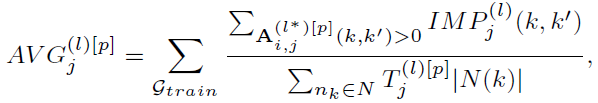 $AVG_j^{(l)[p]} = \sum_{\mathcal{G}_{train}} \frac{\sum_{\mathbf{A}_{i,j}^{(l*)[p]}(k,k')>0} IMP_j^{(l)}(k,k')}{\sum_{n_k \in N} T_j^{(l)[p]} |N(k)|},$